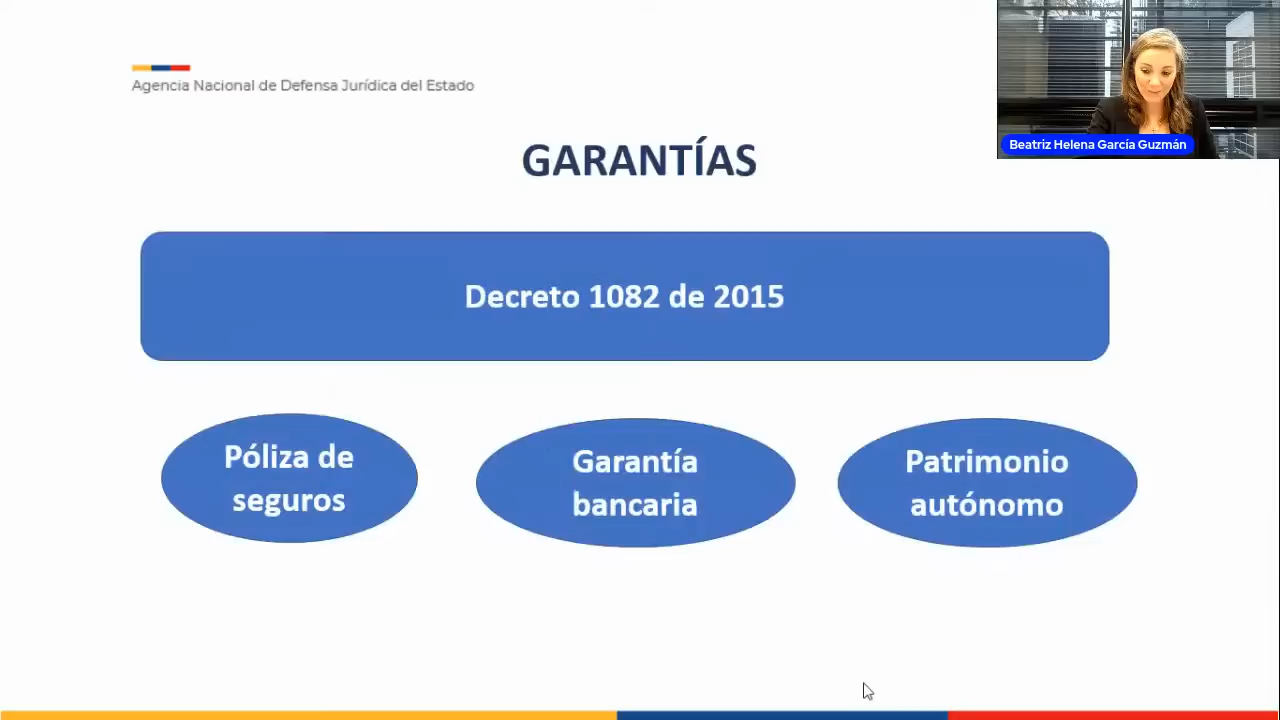 Agencia Nacional de Defensa Jurídica del Estado
Beatriz Helena García Guzmán
GARANTÍAS
Decreto 1082 de 2015
Póliza de
seguros
Garantía
bancaria
Patrimonio
autónomo